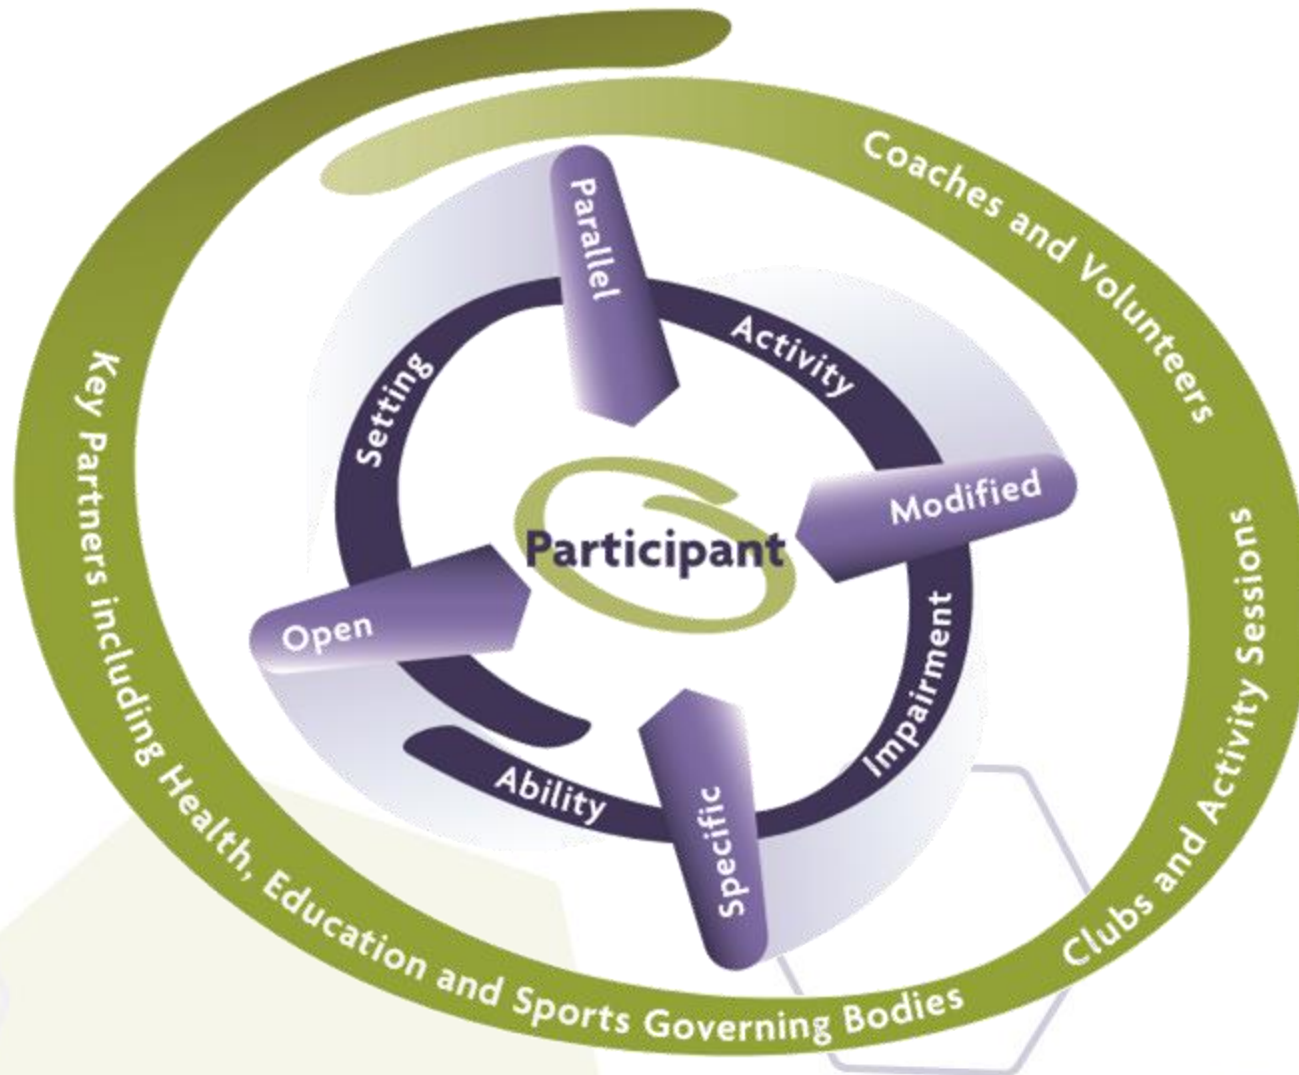 Coaches and Volunteers
Clubs and Activity Sessions
Key Partners including Health, Education and Sports Governing Bodies
Parallel
Activity
Setting
Modified
Participant
Open
Impairment
Ability
Specific